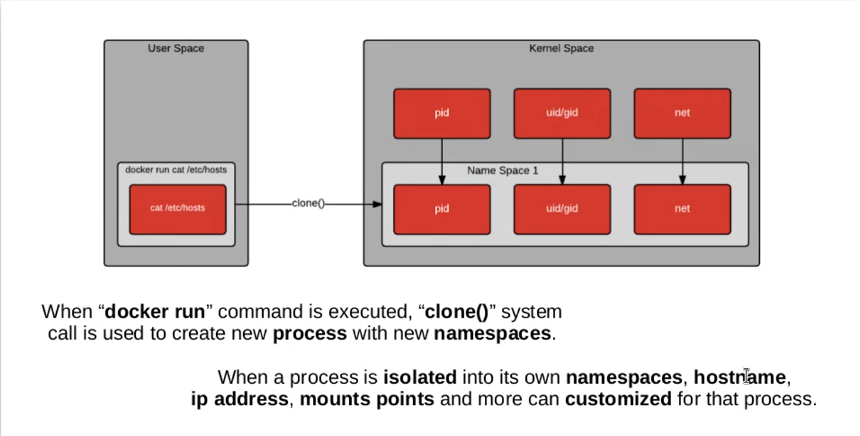 User Space
Kernel Space
pid
uid/gid
net
docker run cat /etc/hosts
Name Space 1
cat /etc/hosts
clone()
pid
uid/gid
net
When “docker run” command is executed, “clone()” system
call is used to create new process with new namespaces.
When a process is isolated into its own namespaces, hostname,
ip address, mounts points and more can customized for that process.